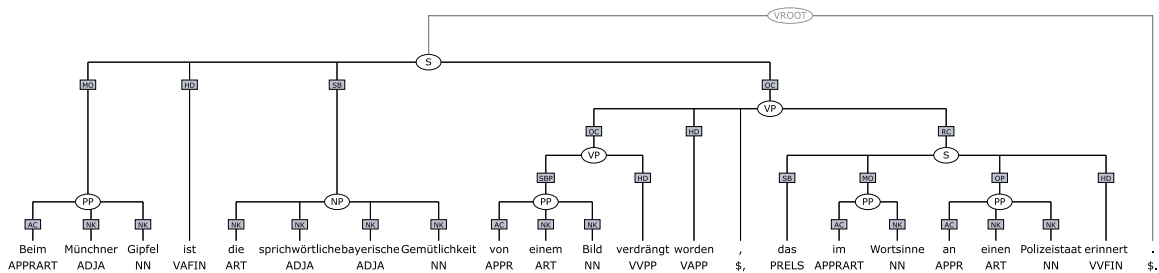 VROOT
S
MO HD SB OC
VP
OC HD RC
VP S
SBP HD SB MO OP HD
PP NP PP PP PP
AC NK NK NK NK NK NK AC NK NK AC NK AC NK NK
Beim Münchner Gipfel ist die sprichwörtliche bayerische Gemütlichkeit von einem Bild verdrängt worden , das im Wortsinne an einen Polizeistaat erinnert .
APPRART ADJA NN VAFIN ART ADJA ADJA NN APPR ART NN VVPP VAPP $, PRELS APPRART NN APPR ART NN VVFIN $.